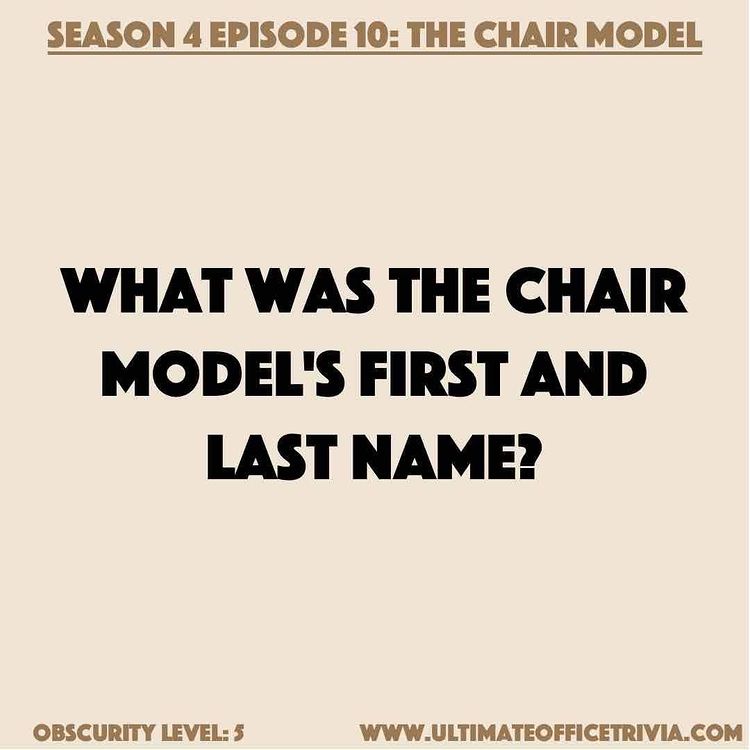 SEASON 4 EPISODE 10: THE CHAIR MODEL
WHAT WAS THE CHAIR
MODEL'S FIRST AND
LAST NAME?
OBSCURITY LEVEL: 5 WWW.ULTIMATEOFFICETRIVIA.COM